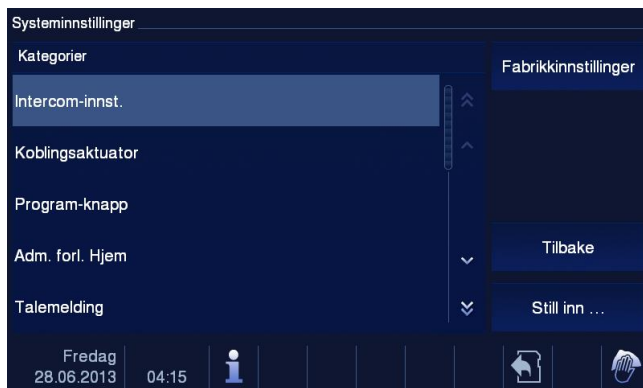 Systeminnstillinger
Kategorier
Intercom-innst.
Koblingsaktuator
Program-knapp
Adm. forl. Hjem
Talemelding
Fabrikkinnstillinger
Tilbake
Still inn ...
Fredag
28.06.2013
04:15